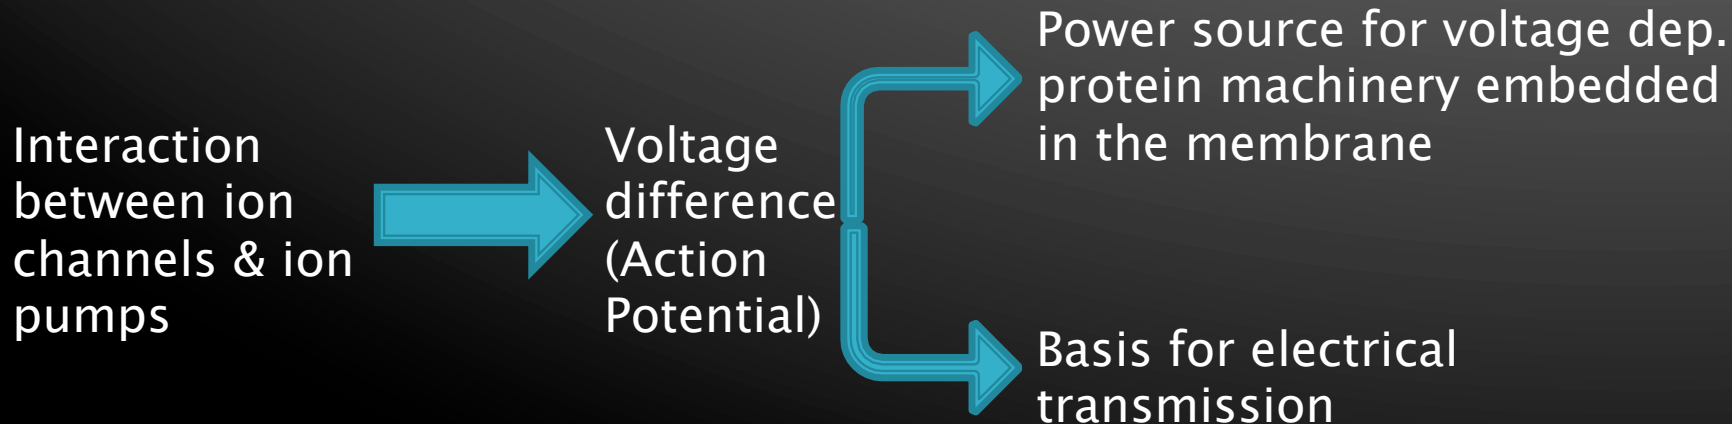 Interaction
between ion
channels & ion
pumps
Voltage
difference
(Action
Potential)
Power source for voltage dep.
protein machinery embedded
in the membrane
Basis for electrical
transmission